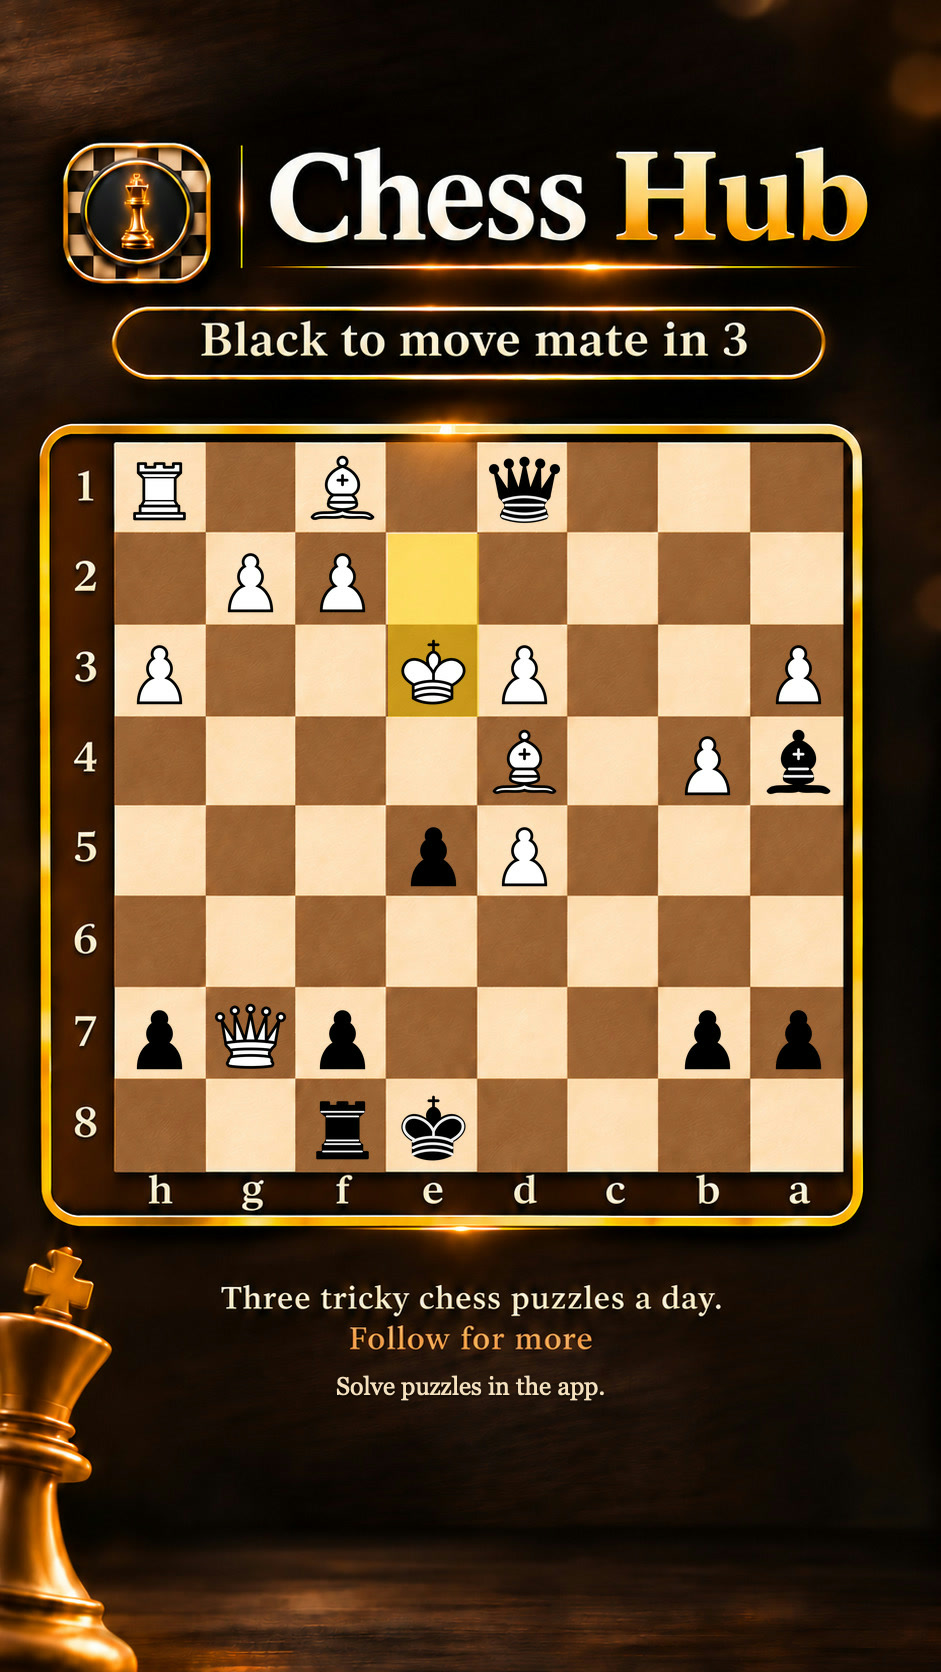 Chess Hub
Black to move mate in 3
1
2
3
4
5
6
7
8
h g f e d c b a
Three tricky chess puzzles a day.
Follow for more
Solve puzzles in the app.